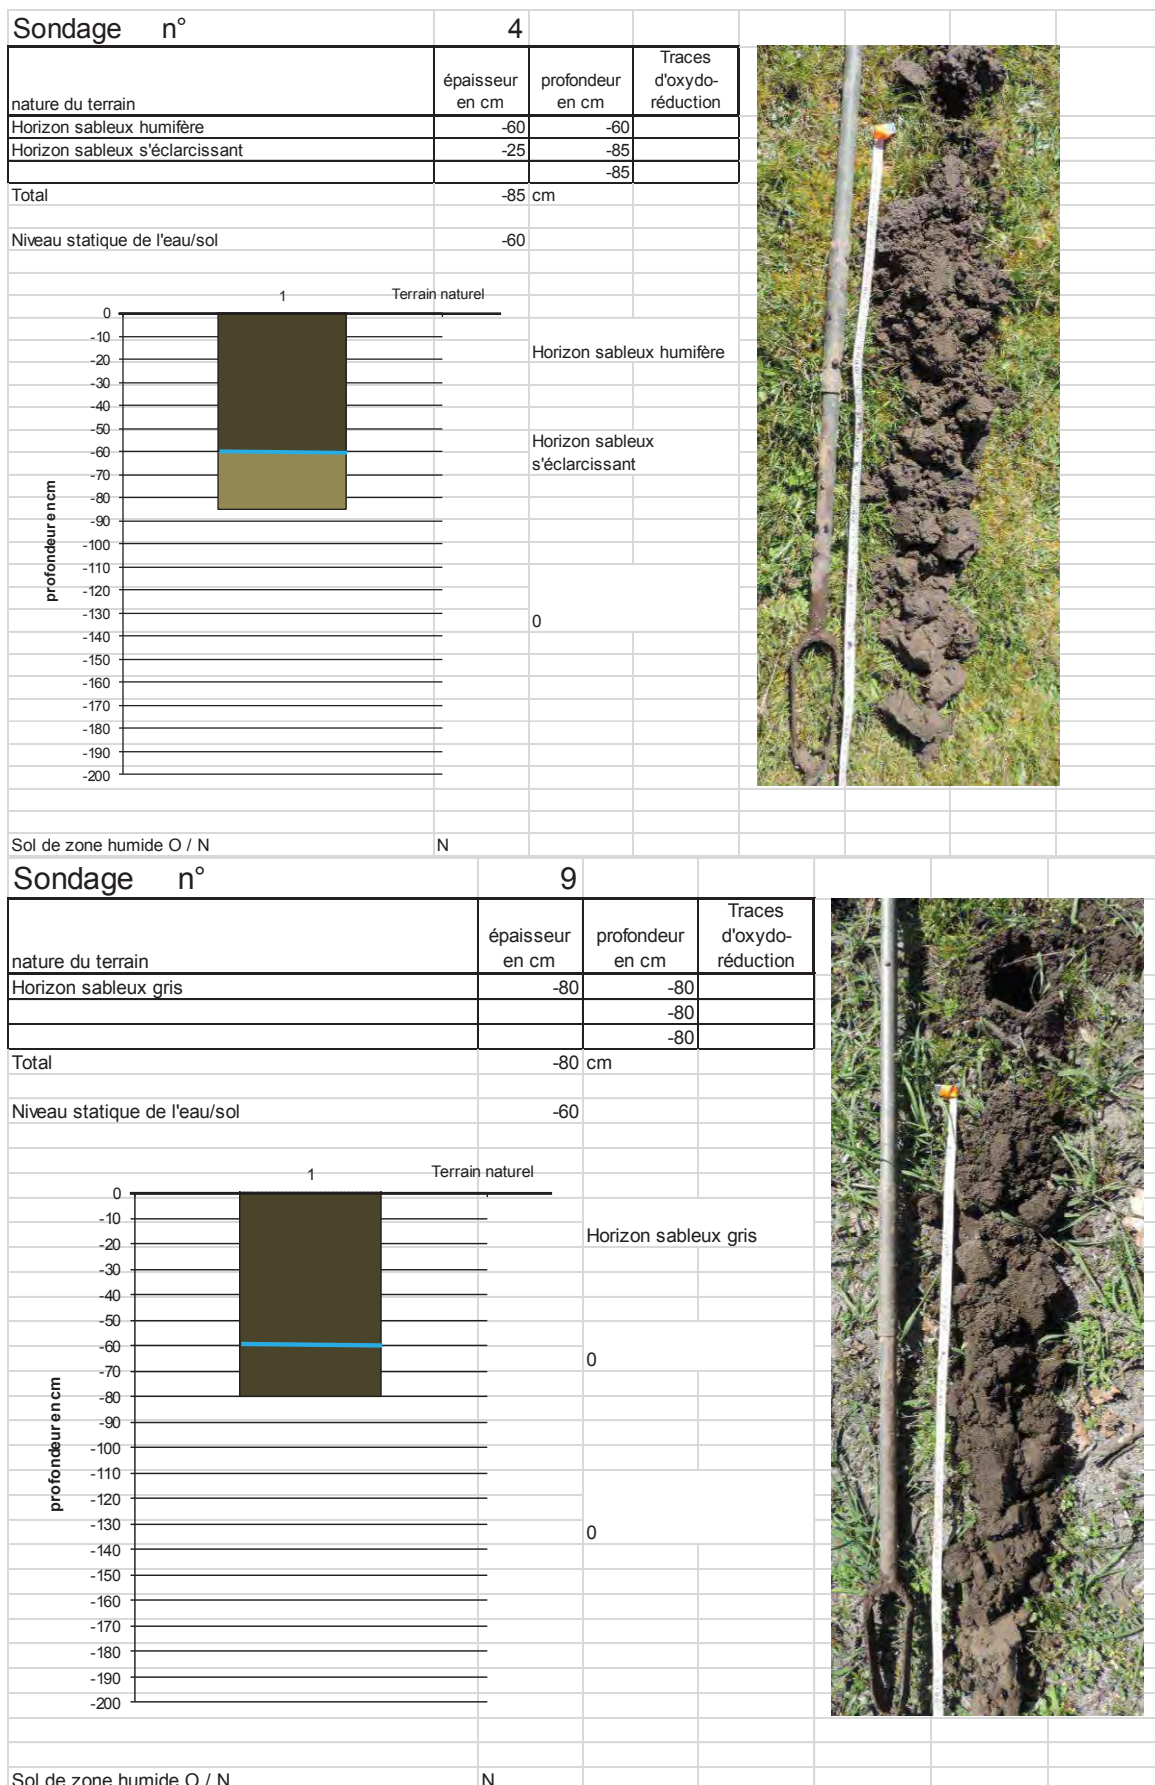 Sondage n° 4
nature du terrain épaisseur en cm profondeur en cm Traces d'oxydo-réduction
Horizon sableux humifère -60 -60
Horizon sableux s'éclarcissant -25 -85
-85
Total -85 cm
Niveau statique de l'eau/sol -60
1 Terrain naturel
0
-10
-20
-30
-40
-50
-60
-70
-80
-90
-100
-110
-120
-130
-140
-150
-160
-170
-180
-190
-200
profondeur en cm
Horizon sableux humifère
Horizon sableux
s'éclarcissant
0
Sol de zone humide O / N N
Sondage n° 9
nature du terrain épaisseur en cm profondeur en cm Traces d'oxydo-réduction
Horizon sableux gris -80 -80
-80
-80
Total -80 cm
Niveau statique de l'eau/sol -60
1 Terrain naturel
0
-10
-20
-30
-40
-50
-60
-70
-80
-90
-100
-110
-120
-130
-140
-150
-160
-170
-180
-190
-200
profondeur en cm
Horizon sableux gris
0
0
Sol de zone humide O / N N